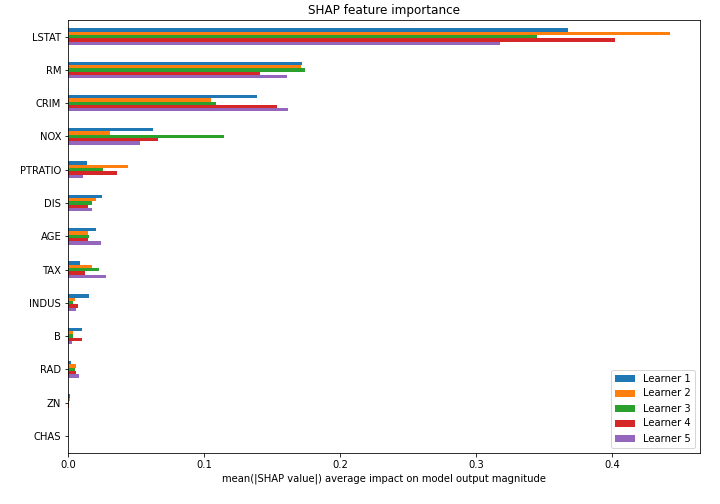 SHAP feature importance
LSTAT
RM
CRIM
NOX
PTRATIO
DIS
AGE
TAX
INDUS
B
RAD
ZN
CHAS
Learner 1
Learner 2
Learner 3
Learner 4
Learner 5
0.0 0.1 0.2 0.3 0.4
mean(|SHAP value|) average impact on model output magnitude